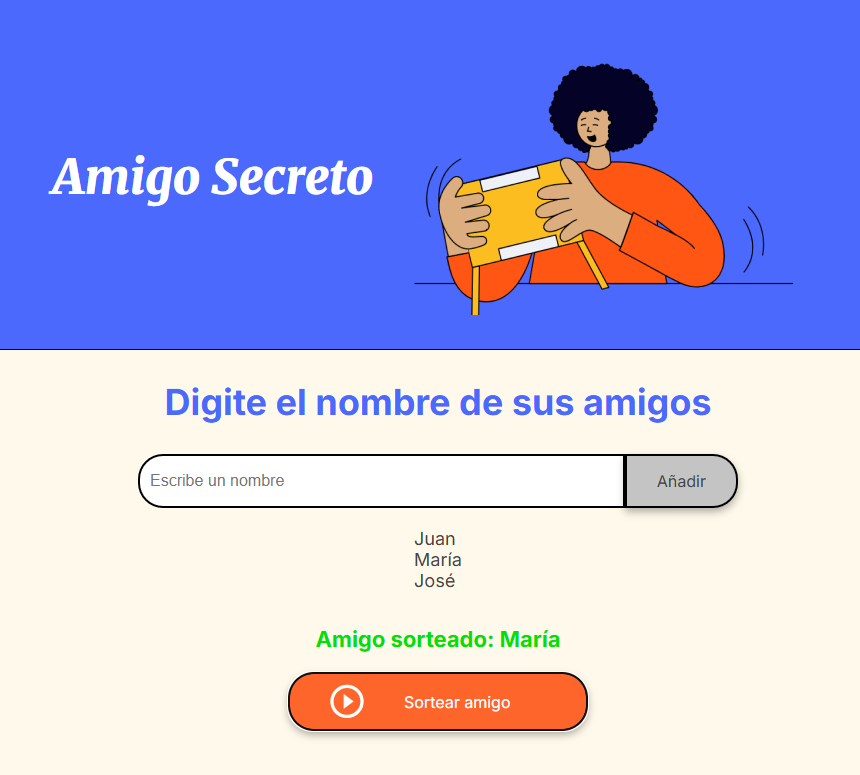 Amigo Secreto
Digite el nombre de sus amigos
Escribe un nombre
Añadir
Juan
María
José
Amigo sorteado: María
Sortear amigo